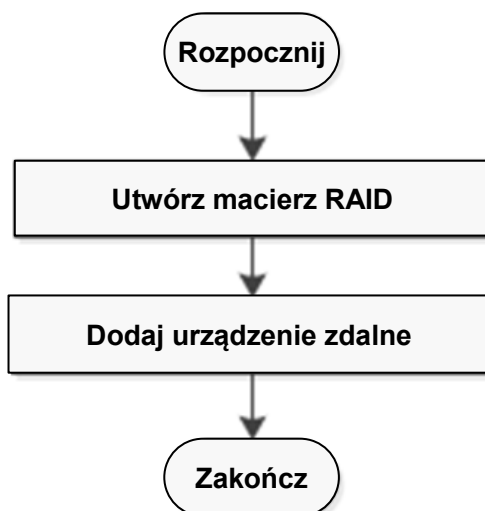 Rozpocznij
Utwórz macierz RAID
Dodaj urządzenie zdalne
Zakończ